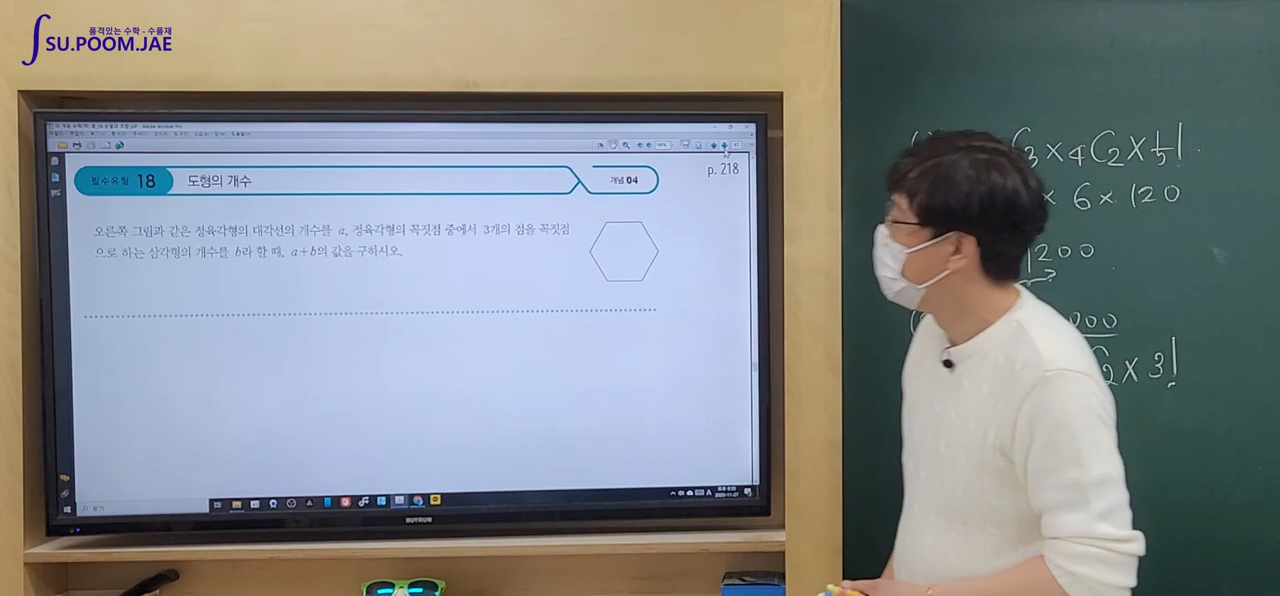 품격있는 수학 - 수품재
SU.POOM.JAE
필수유형 18 도형의 개수 개념 04
p. 218
오른쪽 그림과 같은 정육각형의 대각선의 개수를 a, 정육각형의 꼭짓점 중에서 3개의 점을 꼭짓점
으로 하는 삼각형의 개수를 b라 할 때, a+b의 값을 구하시오.
3×4C2×5!
× 6 × 120
1200
000
2×3!
2020-11-27